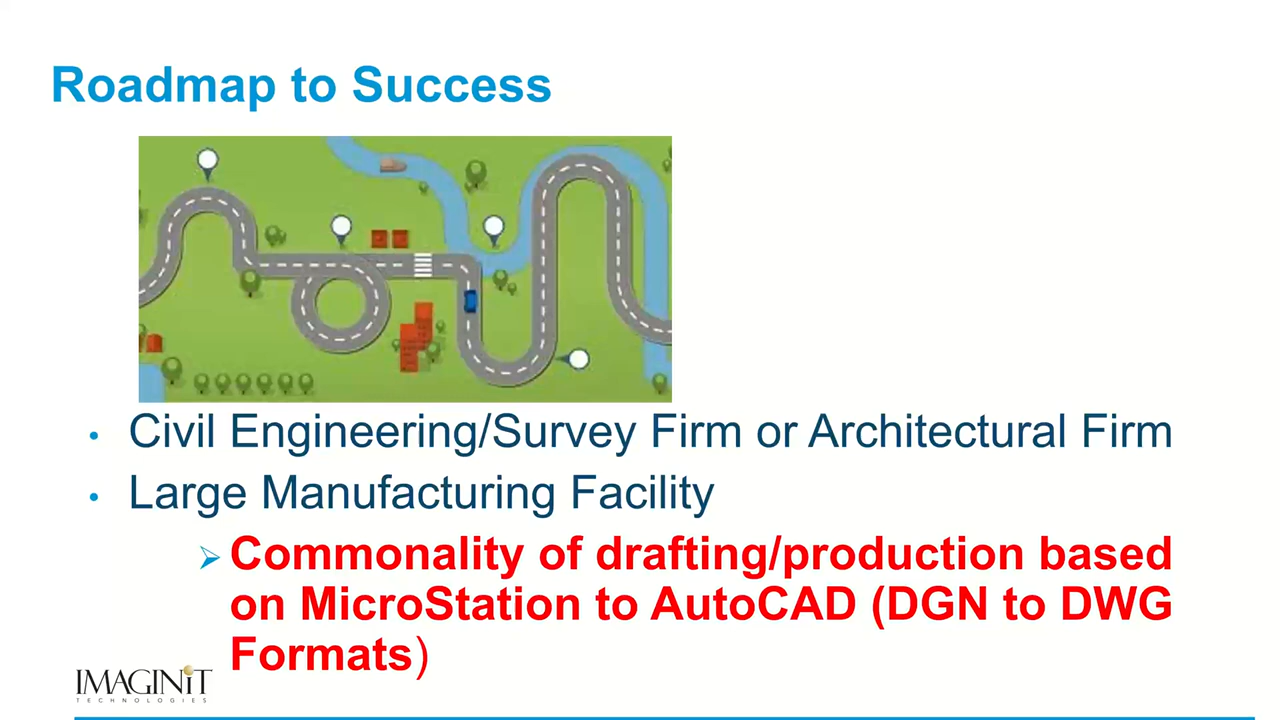 Roadmap to Success
• Civil Engineering/Survey Firm or Architectural Firm
• Large Manufacturing Facility
➢ Commonality of drafting/production based
on MicroStation to AutoCAD (DGN to DWG
Formats)
IMAGINiT
TECHNOLOGIES